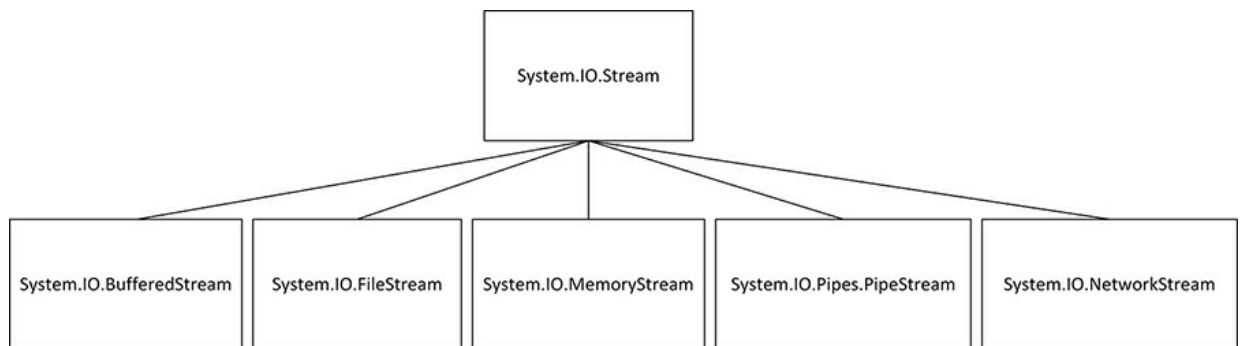 System.IO.Stream
System.IO.BufferedStream
System.IO.FileStream
System.IO.MemoryStream
System.IO.Pipes.PipeStream
System.IO.NetworkStream